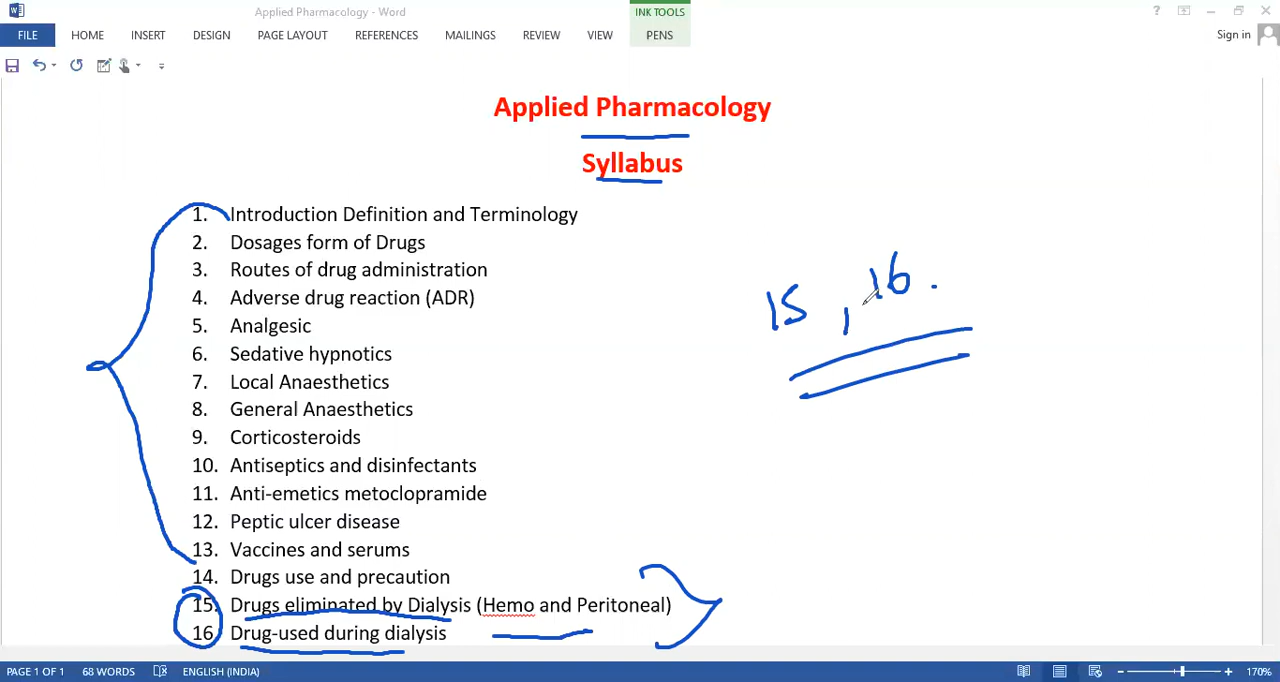 Applied Pharmacology - Word
INK TOOLS
FILE HOME INSERT DESIGN PAGE LAYOUT REFERENCES MAILINGS REVIEW VIEW PENS
Sign in
Applied Pharmacology
Syllabus
1. Introduction Definition and Terminology
2. Dosages form of Drugs
3. Routes of drug administration
4. Adverse drug reaction (ADR)
15 , 16 .
5. Analgesic
6. Sedative hypnotics
7. Local Anaesthetics
8. General Anaesthetics
9. Corticosteroids
10. Antiseptics and disinfectants
11. Anti-emetics metoclopramide
12. Peptic ulcer disease
13. Vaccines and serums
14. Drugs use and precaution
15. Drugs eliminated by Dialysis (Hemo and Peritoneal)
16 Drug-used during dialysis
PAGE 1 OF 1 68 WORDS ENGLISH (INDIA) 170%